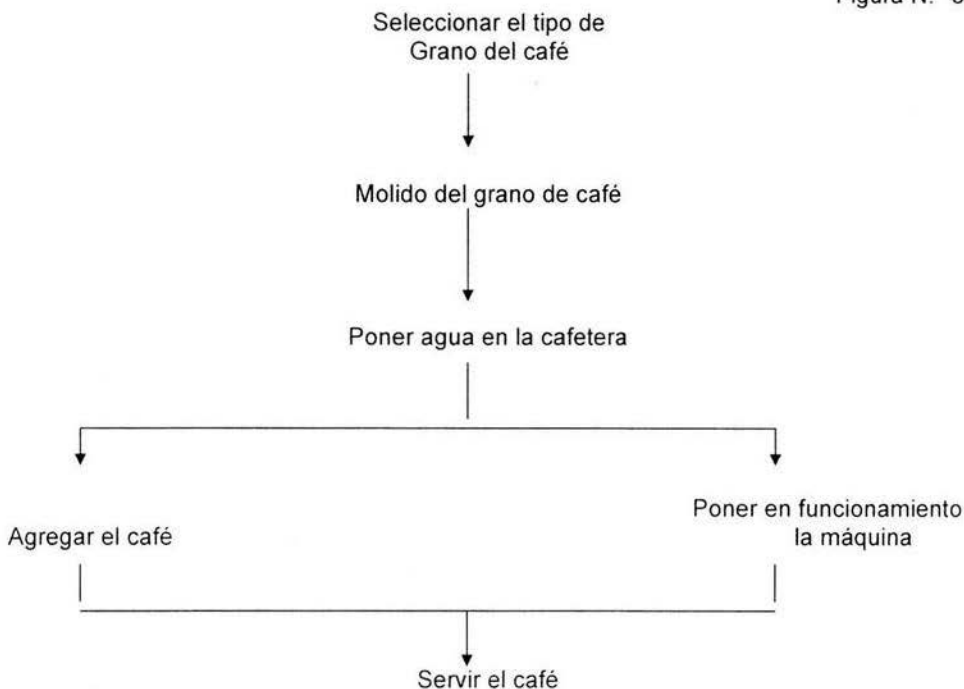 Figura N.
Seleccionar el tipo de
Grano del café
Molido del grano de café
Poner agua en la cafetera
Agregar el café
Poner en funcionamiento
la máquina
Servir el café